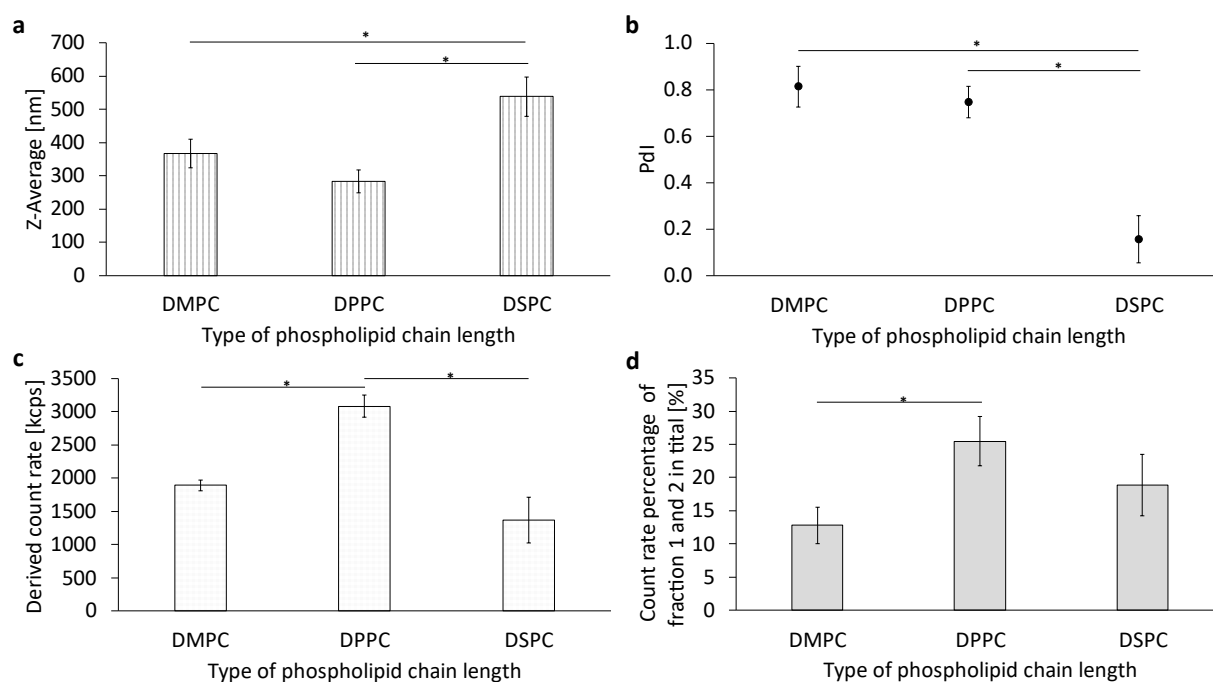 a
Z-Average [nm]
700
600
500
400
300
200
100
0
*
*
DMPC DPPC DSPC
Type of phospholipid chain length
b
PdI
1.0
0.8
0.6
0.4
0.2
0.0
*
*
DMPC DPPC DSPC
Type of phospholipid chain length
c
Derived count rate [kcps]
3500
3000
2500
2000
1500
1000
500
0
*
*
DMPC DPPC DSPC
Type of phospholipid chain length
d
Count rate percentage of
fraction 1 and 2 in tital [%]
35
30
25
20
15
10
5
0
*
DMPC DPPC DSPC
Type of phospholipid chain length